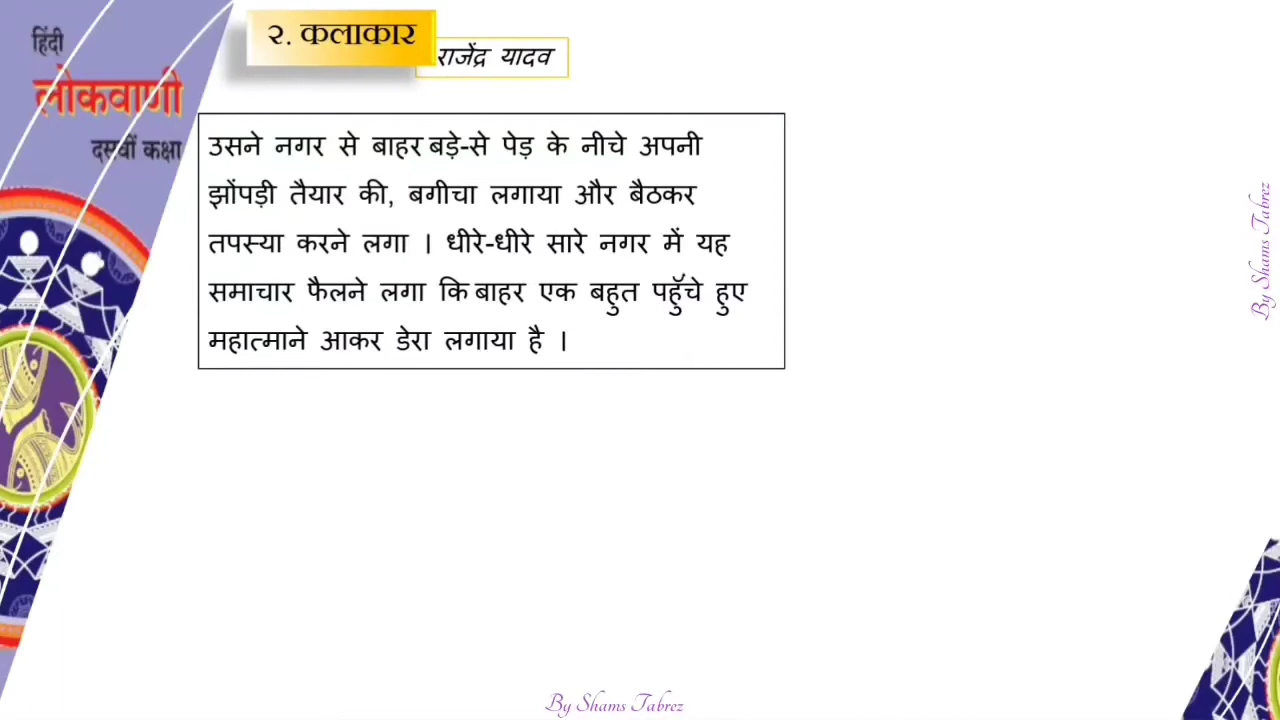 हिंदी
लोकवाणी
दसवीं कक्षा
२. कलाकार
राजेंद्र यादव
उसने नगर से बाहर बड़े-से पेड़ के नीचे अपनी
झोंपड़ी तैयार की, बगीचा लगाया और बैठकर
तपस्या करने लगा । धीरे-धीरे सारे नगर में यह
समाचार फैलने लगा कि बाहर एक बहुत पहुँचे हुए
महात्माने आकर डेरा लगाया है ।
By Shams Tabrez
By Shams Tabrez